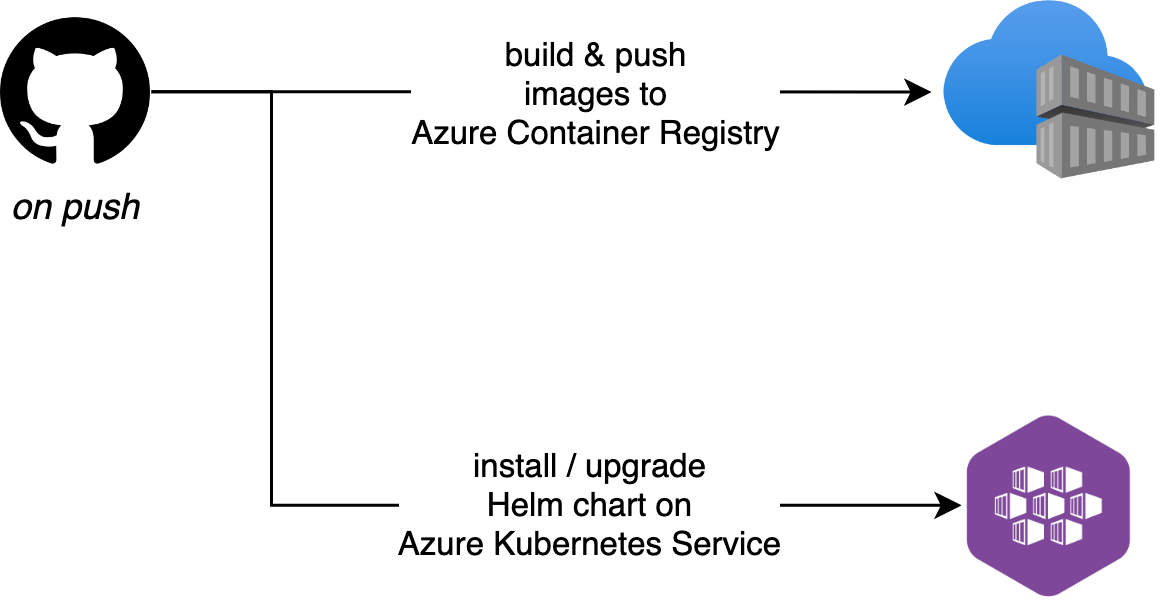 build & push
images to
Azure Container Registry
on push
install / upgrade
Helm chart on
Azure Kubernetes Service